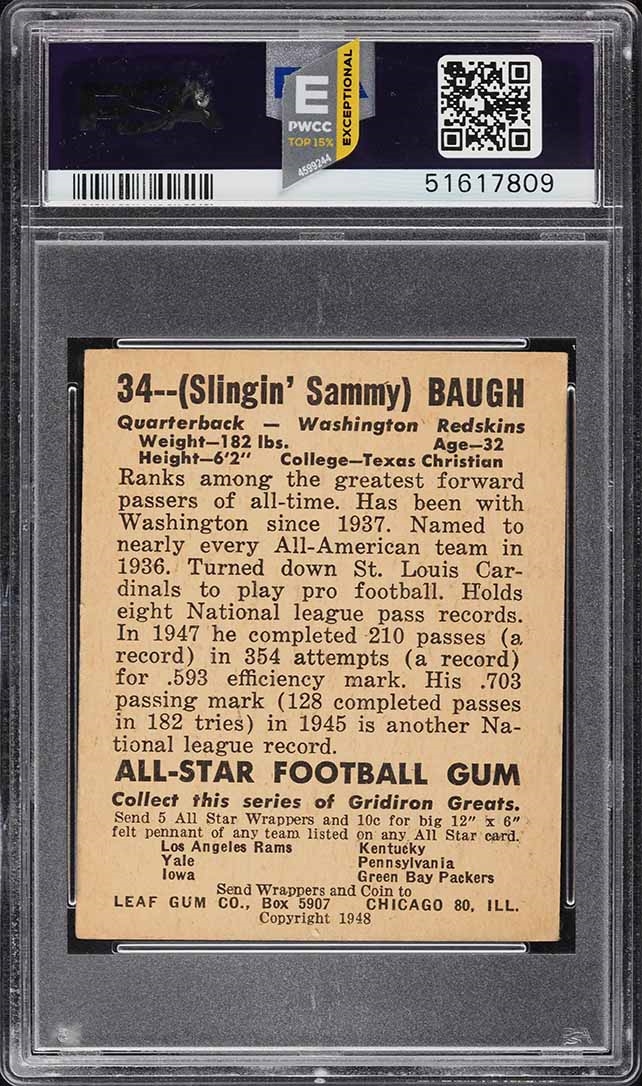 E
PWCC
TOP 15%
EXCEPTIONAL
4599244
51617809
34--(Slingin' Sammy) BAUGH
Quarterback — Washington Redskins
Weight—182 lbs. Age—32
Height—6'2" College—Texas Christian
Ranks among the greatest forward
passers of all-time. Has been with
Washington since 1937. Named to
nearly every All-American team in
1936. Turned down St. Louis Car-
dinals to play pro football. Holds
eight National league pass records.
In 1947 he completed 210 passes (a
record) in 354 attempts (a record)
for .593 efficiency mark. His .703
passing mark (128 completed passes
in 182 tries) in 1945 is another Na-
tional league record.
ALL-STAR FOOTBALL GUM
Collect this series of Gridiron Greats.
Send 5 All Star Wrappers and 10c for big 12" x 6"
felt pennant of any team listed on any All Star card.
Los Angeles Rams Kentucky
Yale Pennsylvania
Iowa Green Bay Packers
Send Wrappers and Coin to
LEAF GUM CO., Box 5907 CHICAGO 80, ILL.
Copyright 1948